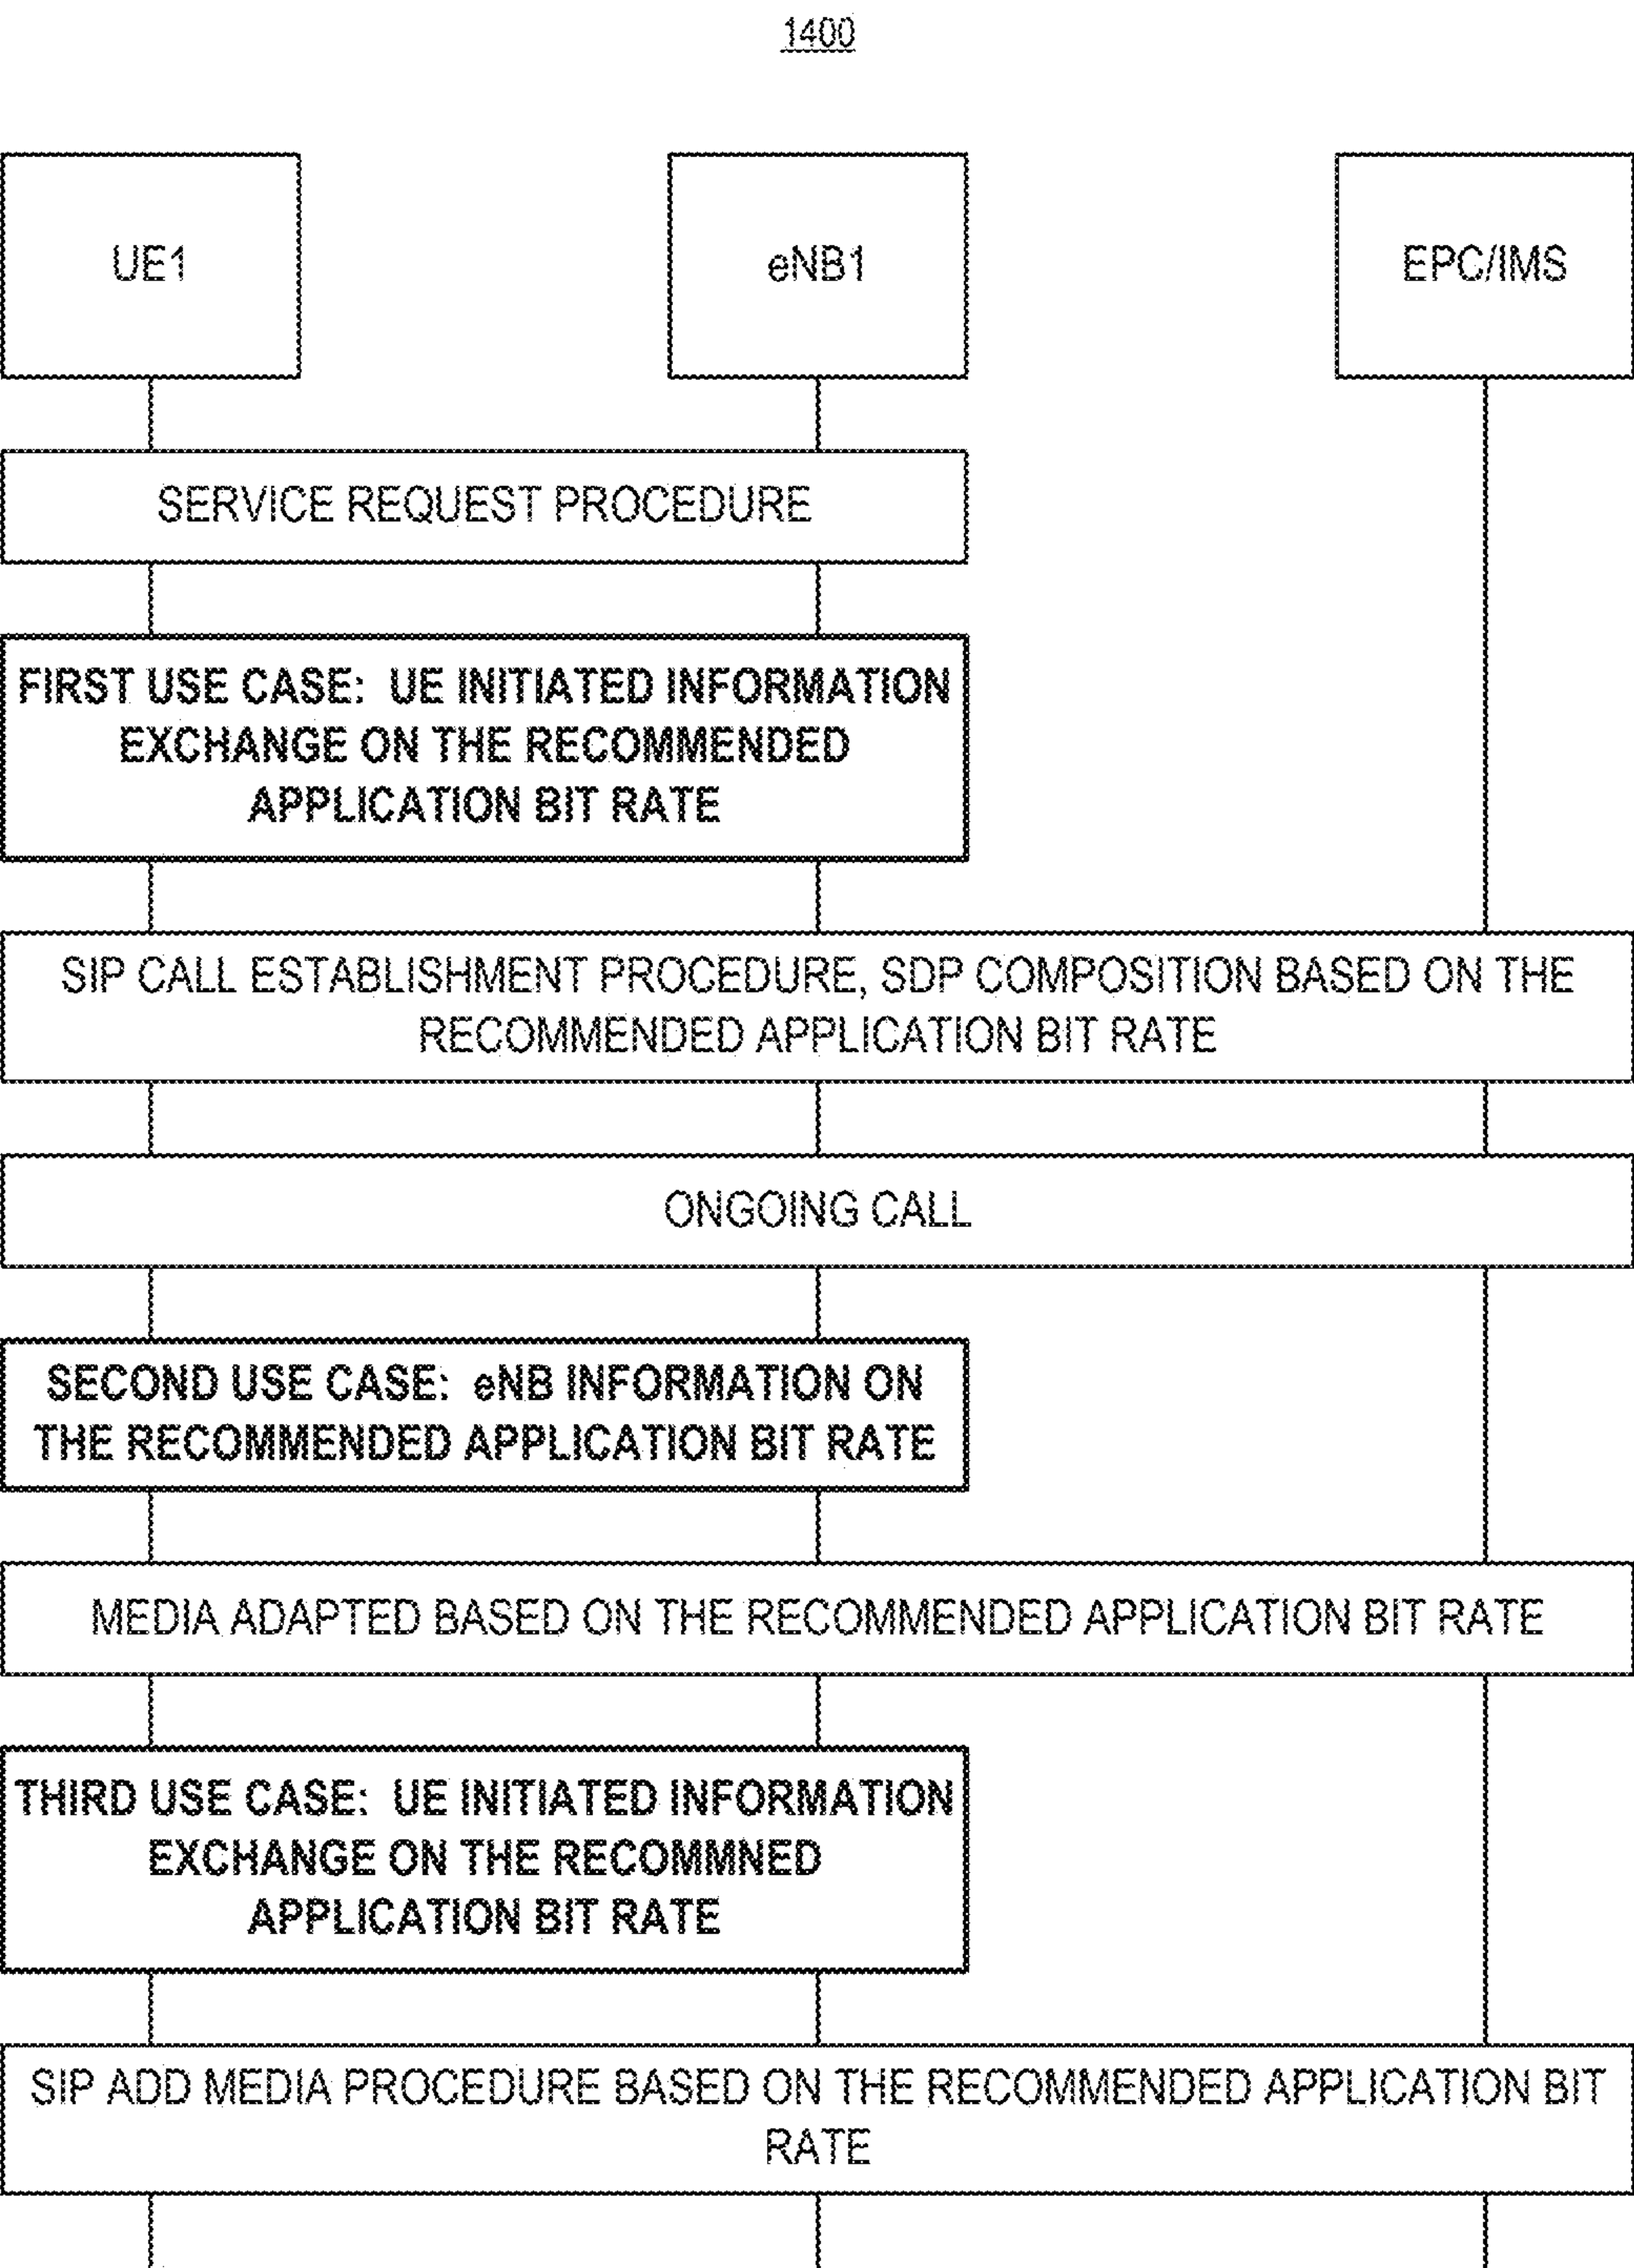 1400
UE1
eNB1
EPC/IMS
SERVICE REQUEST PROCEDURE
FIRST USE CASE: UE INITIATED INFORMATION
EXCHANGE ON THE RECOMMENDED
APPLICATION BIT RATE
SIP CALL ESTABLISHMENT PROCEDURE, SDP COMPOSITION BASED ON THE
RECOMMENDED APPLICATION BIT RATE
ONGOING CALL
SECOND USE CASE: eNB INFORMATION ON
THE RECOMMENDED APPLICATION BIT RATE
MEDIA ADAPTED BASED ON THE RECOMMENDED APPLICATION BIT RATE
THIRD USE CASE: UE INITIATED INFORMATION
EXCHANGE ON THE RECOMMNED
APPLICATION BIT RATE
SIP ADD MEDIA PROCEDURE BASED ON THE RECOMMENDED APPLICATION BIT
RATE